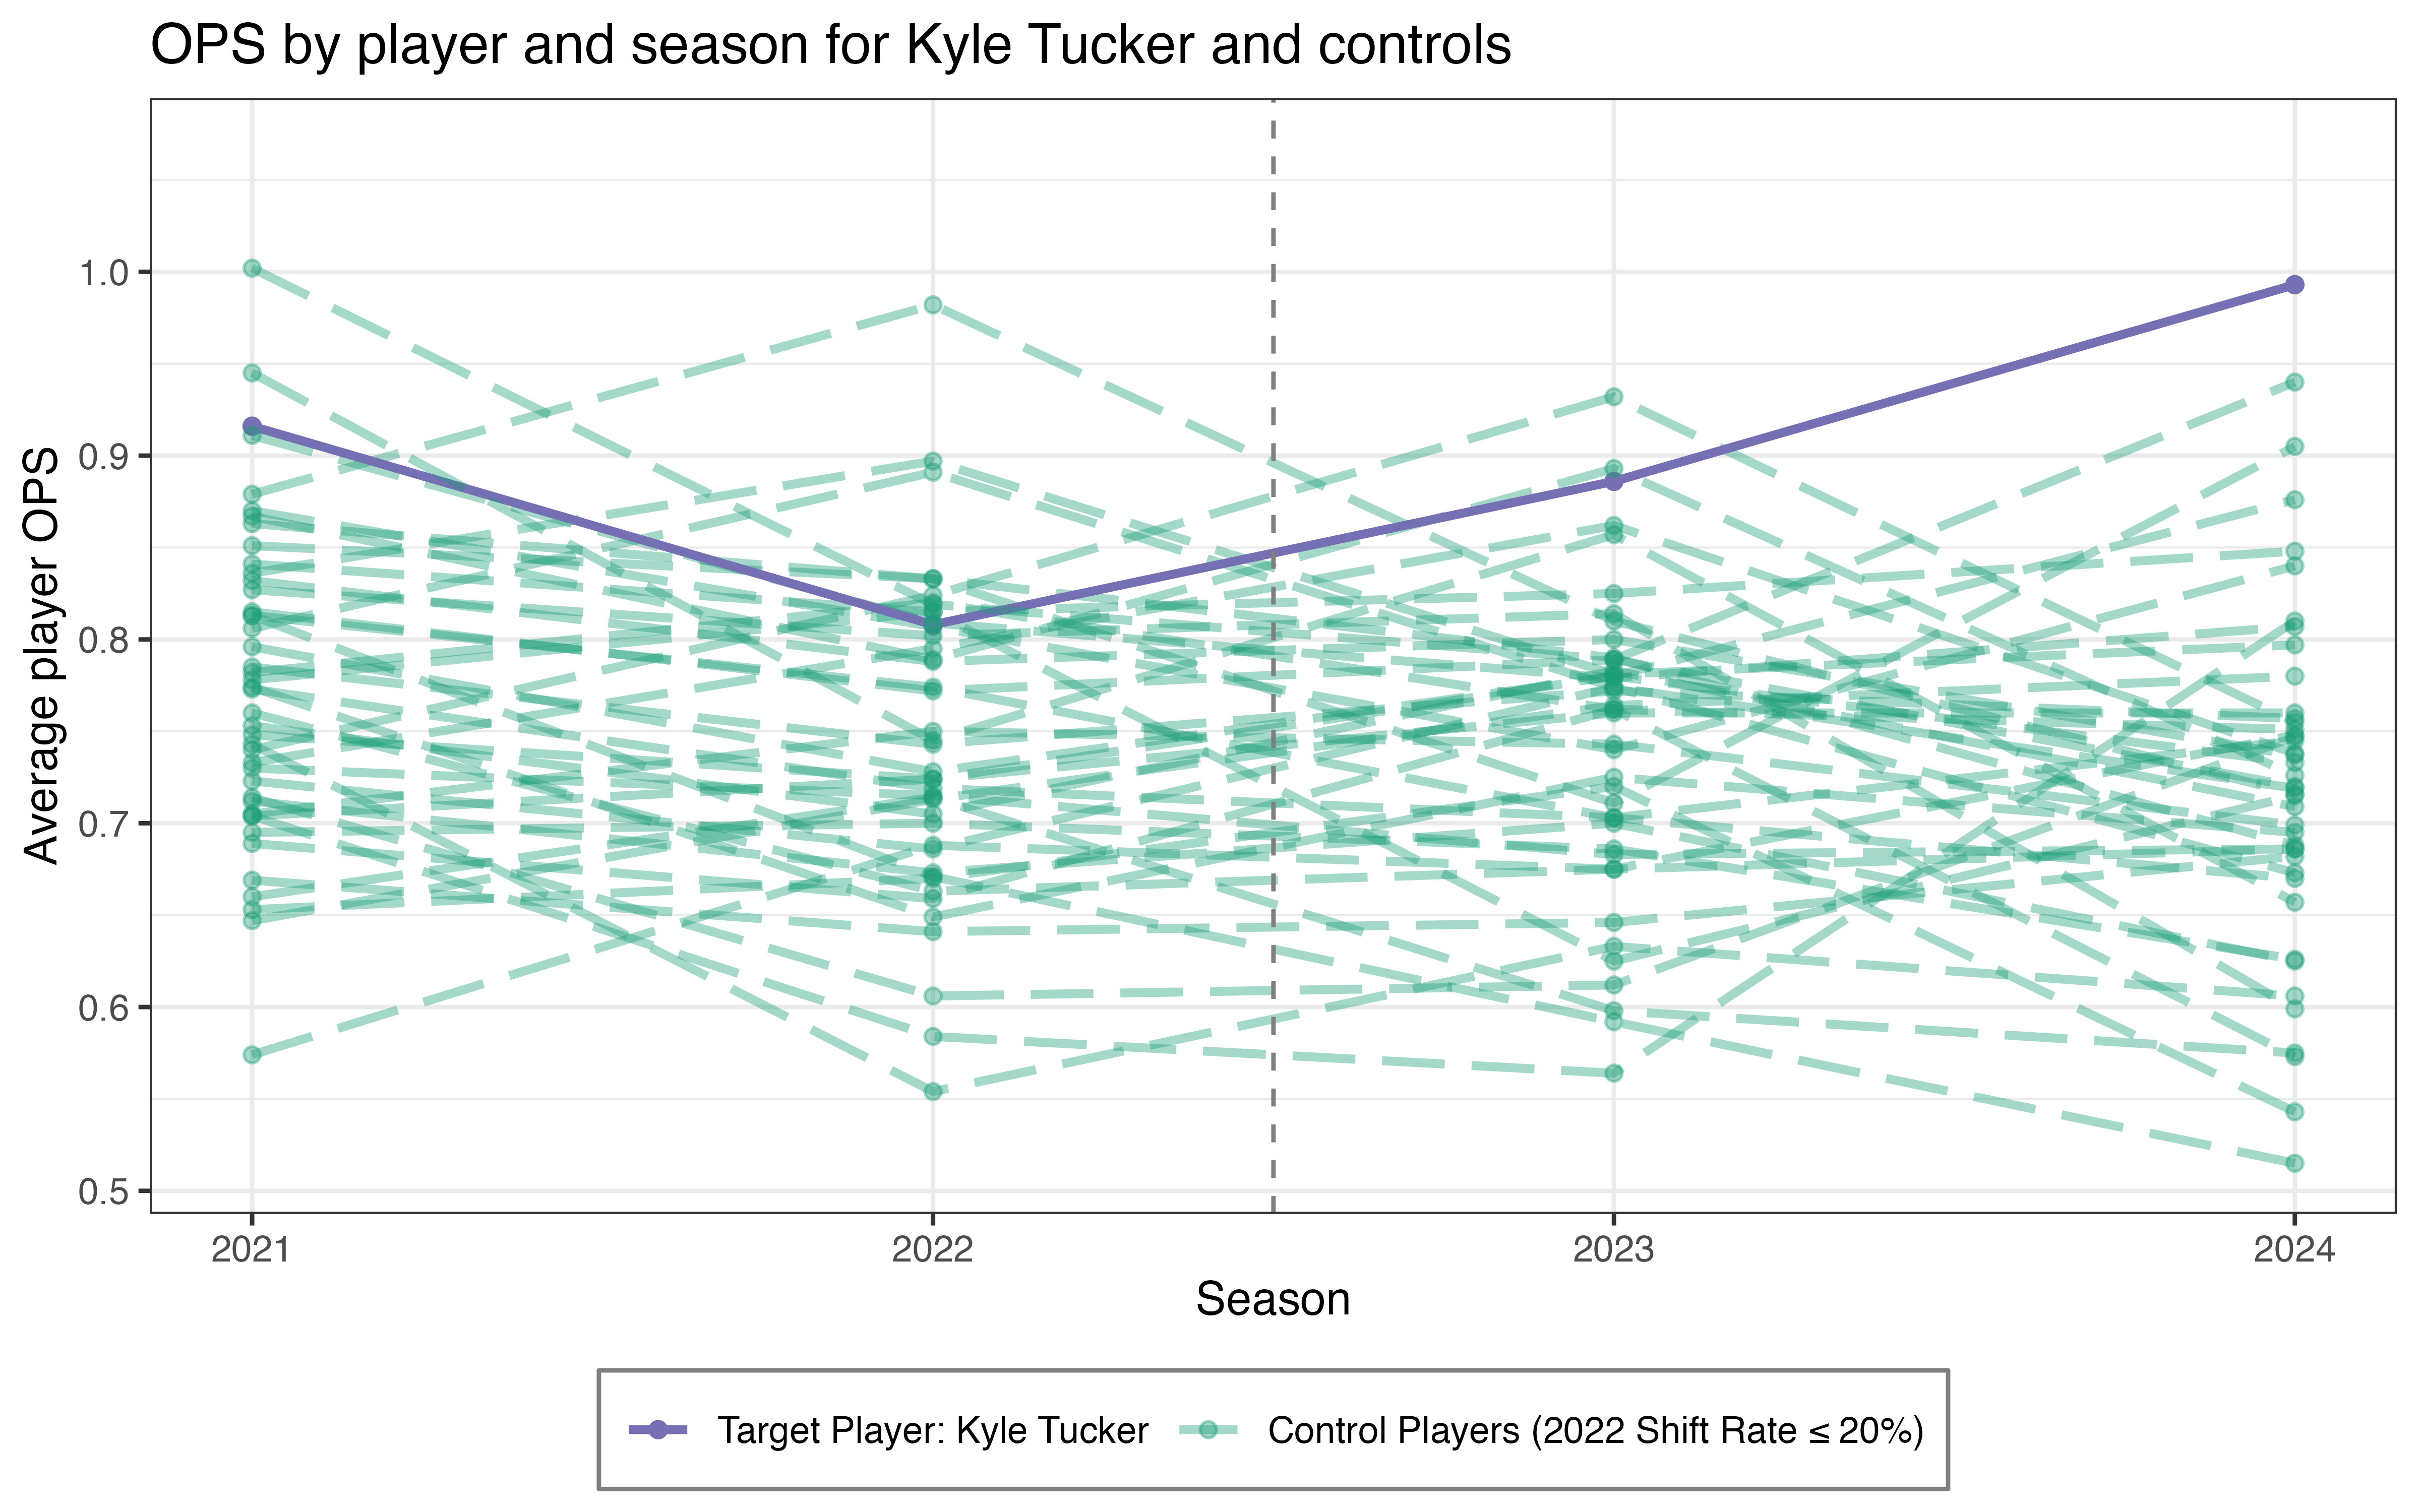 OPS by player and season for Kyle Tucker and controls
Average player OPS
1.0
0.9
0.8
0.7
0.6
0.5
2021 2022 2023 2024
Season
Target Player: Kyle Tucker Control Players (2022 Shift Rate ≤ 20%)